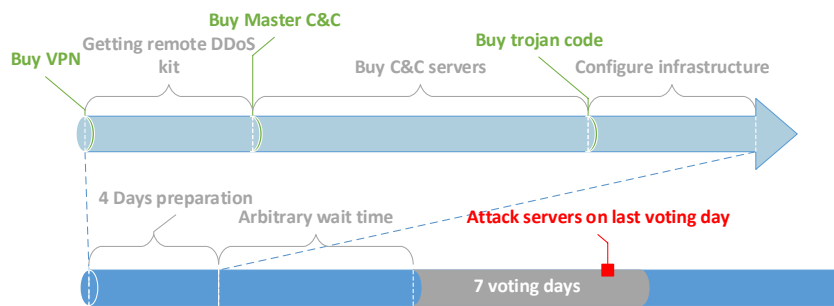 Buy Master C&C
Getting remote DDoS
kit
Buy VPN
Buy C&C servers
Buy trojan code
Configure infrastructure
4 Days preparation
Arbitrary wait time
Attack servers on last voting day
7 voting days